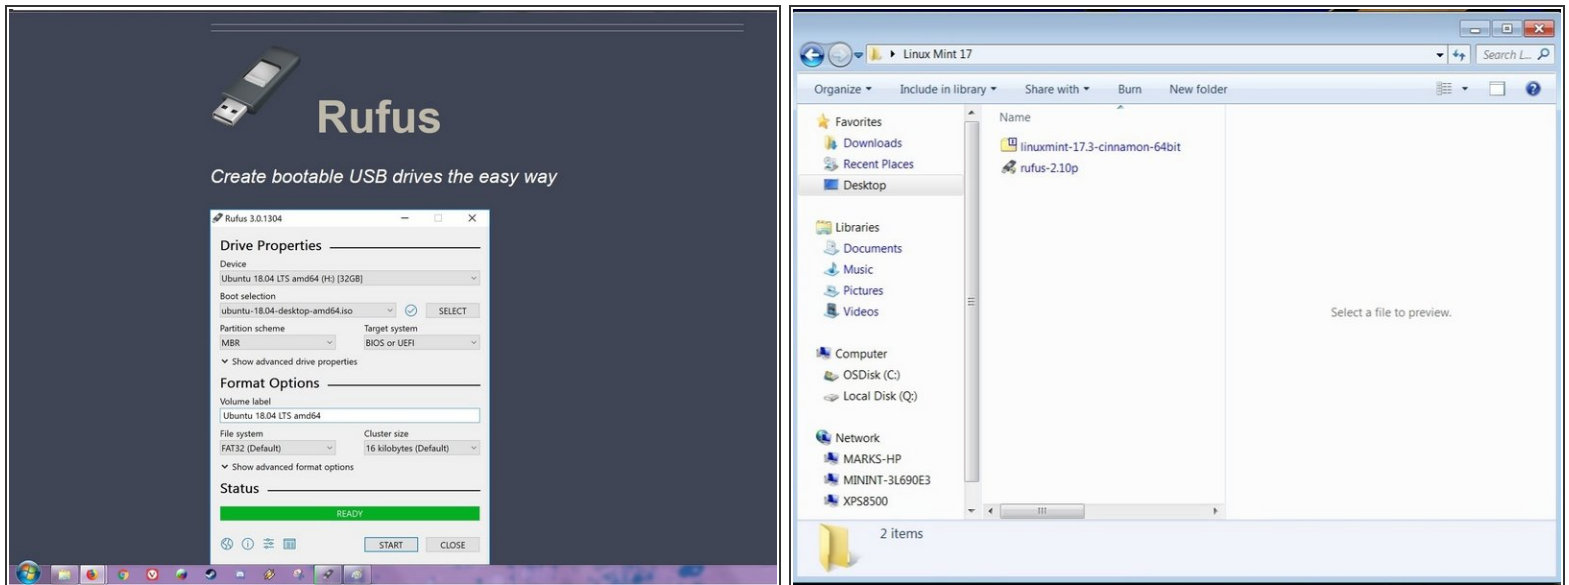 Rufus
Create bootable USB drives the easy way
Rufus 3.0.1304
Drive Properties
Device
Ubuntu 18.04 LTS amd64 (H:) [32GB]
Boot selection
ubuntu-18.04-desktop-amd64.iso
SELECT
Partition scheme
Target system
MBR
BIOS or UEFI
Show advanced drive properties
Format Options
Volume label
Ubuntu 18.04 LTS amd64
File system
Cluster size
FAT32 (Default)
16 kilobytes (Default)
Show advanced format options
Status
READY
START
CLOSE
Linux Mint 17
Search L...
Organize
Include in library
Share with
Burn
New folder
Favorites
Downloads
Recent Places
Desktop
Libraries
Documents
Music
Pictures
Videos
Computer
OSDisk (C:)
Local Disk (Q:)
Network
MARKS-HP
MININT-3L690E3
XPS8500
Name
linuxmint-17.3-cinnamon-64bit
rufus-2.10p
Select a file to preview.
2 items